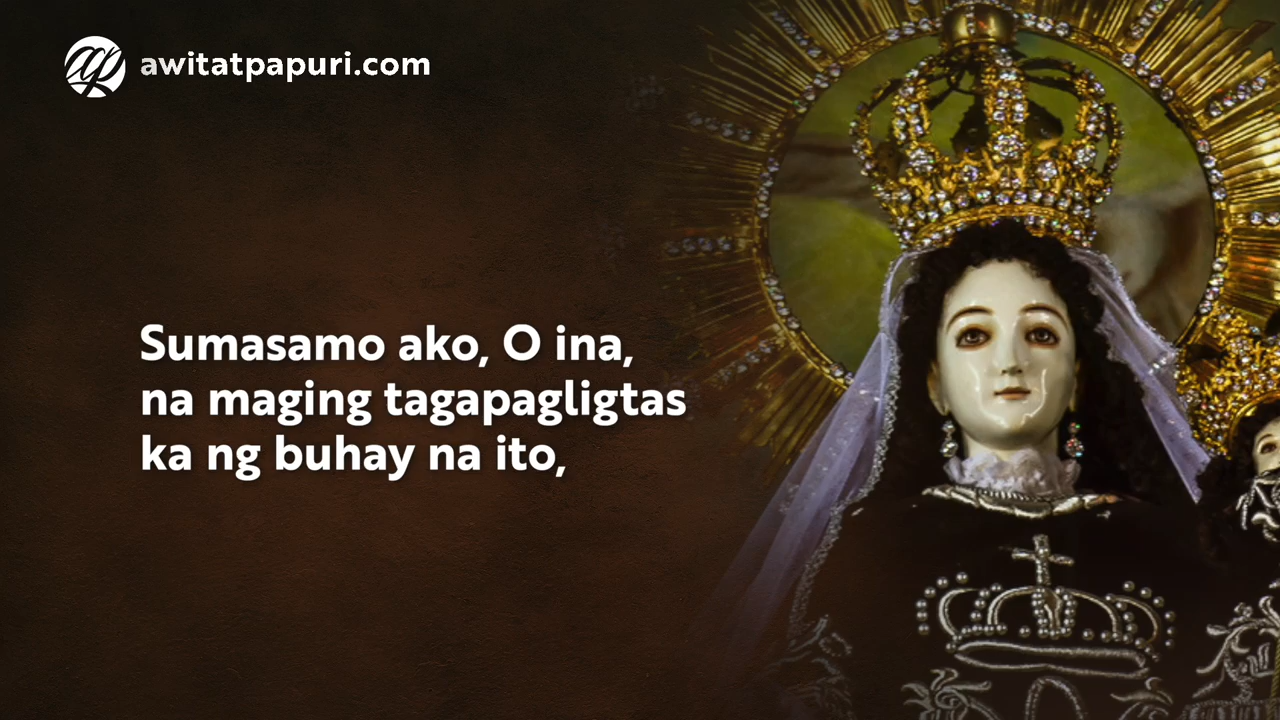 awitatpapuri.com
Sumasamo ako, O ina,
na maging tagapagligtas
ka ng buhay na ito,